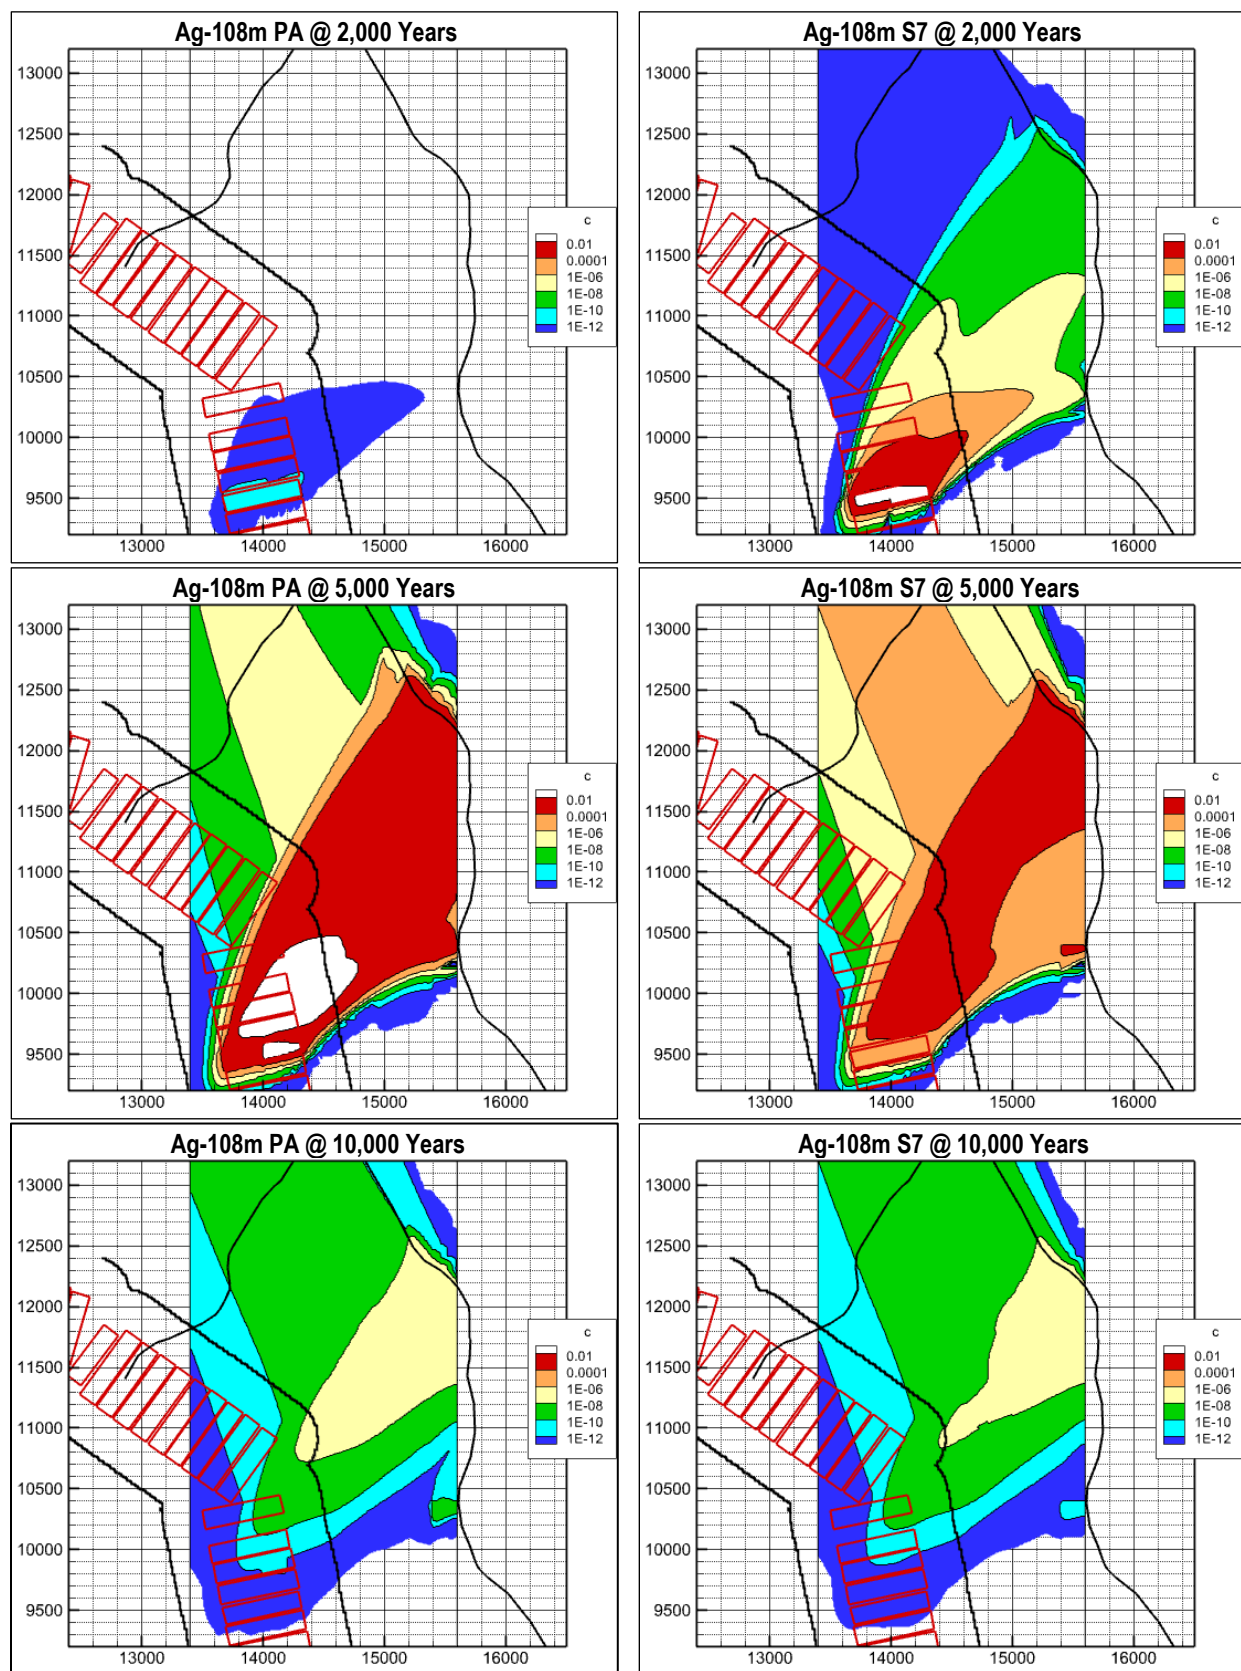 Ag-108m PA @ 2,000 Years
13000
12500
12000
11500
11000
10500
10000
9500
13000 14000 15000 16000
c
0.01
0.0001
1E-06
1E-08
1E-10
1E-12
Ag-108m S7 @ 2,000 Years
13000
12500
12000
11500
11000
10500
10000
9500
13000 14000 15000 16000
c
0.01
0.0001
1E-06
1E-08
1E-10
1E-12
Ag-108m PA @ 5,000 Years
13000
12500
12000
11500
11000
10500
10000
9500
13000 14000 15000 16000
c
0.01
0.0001
1E-06
1E-08
1E-10
1E-12
Ag-108m S7 @ 5,000 Years
13000
12500
12000
11500
11000
10500
10000
9500
13000 14000 15000 16000
c
0.01
0.0001
1E-06
1E-08
1E-10
1E-12
Ag-108m PA @ 10,000 Years
13000
12500
12000
11500
11000
10500
10000
9500
13000 14000 15000 16000
c
0.01
0.0001
1E-06
1E-08
1E-10
1E-12
Ag-108m S7 @ 10,000 Years
13000
12500
12000
11500
11000
10500
10000
9500
13000 14000 15000 16000
c
0.01
0.0001
1E-06
1E-08
1E-10
1E-12